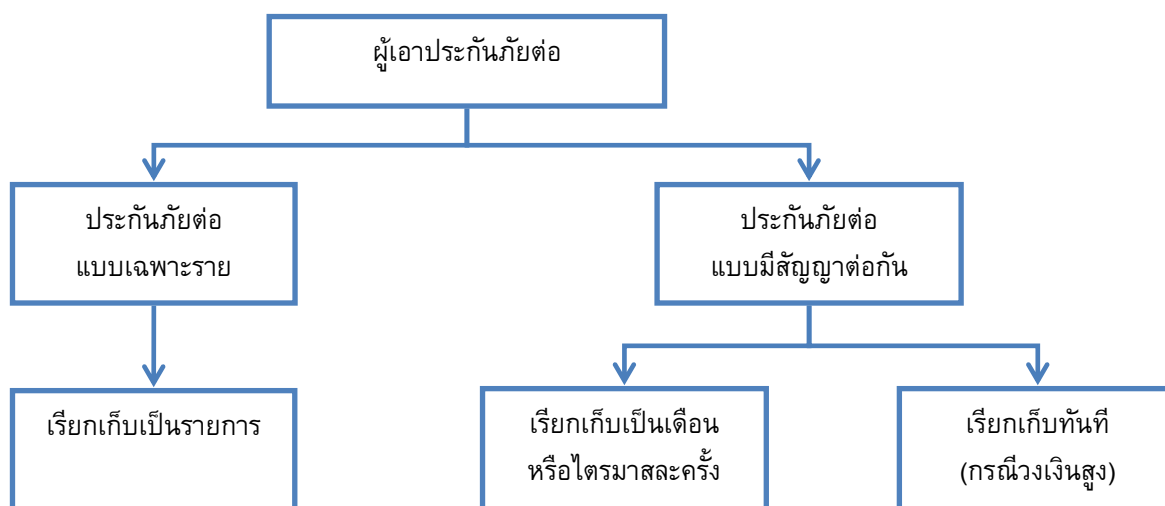 ผู้เอาประกันภัยต่อ
ประกันภัยต่อ
แบบเฉพาะราย
ประกันภัยต่อ
แบบมีสัญญาต่อกัน
เรียกเก็บเป็นรายการ
เรียกเก็บเป็นเดือน
หรือไตรมาสละครั้ง
เรียกเก็บทันที
(กรณีวงเงินสูง)